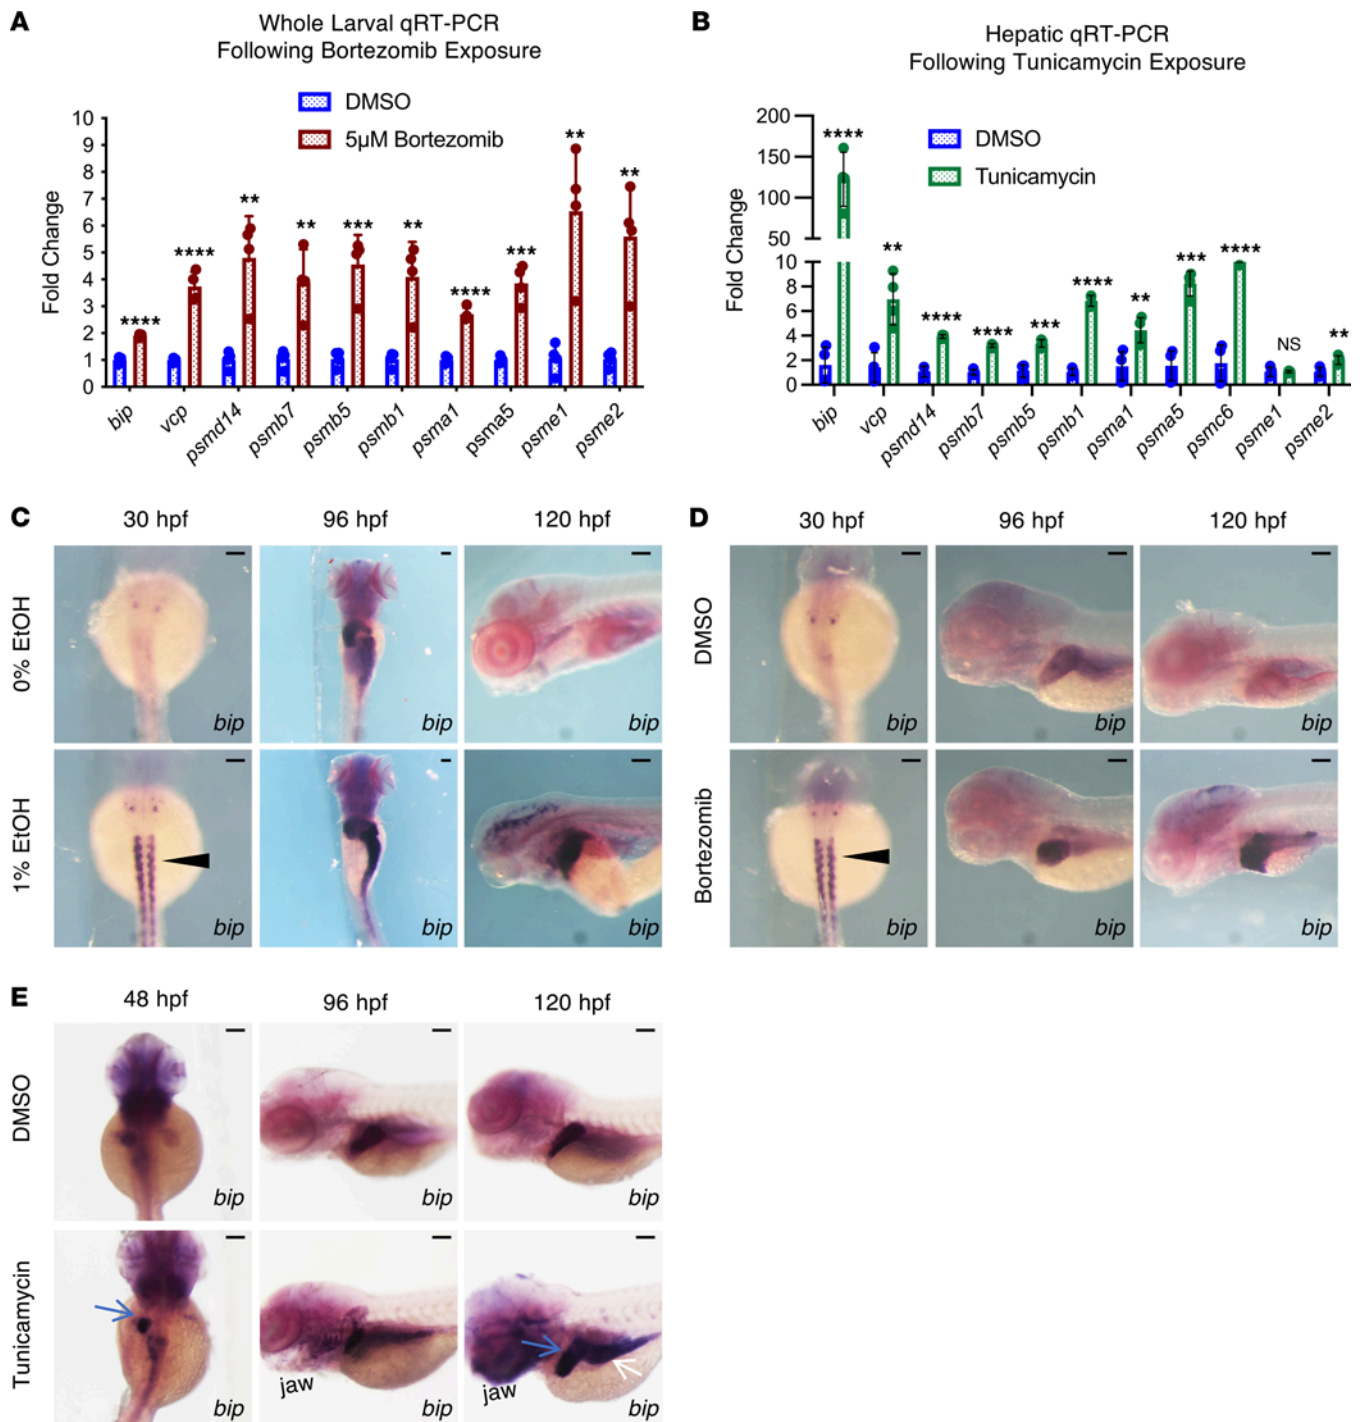 A
Whole Larval qRT-PCR
Following Bortezomib Exposure
DMSO
5µM Bortezomib
Fold Change
10
9
8
7
6
5
4
3
2
1
0
****
****
**
**
***
**
****
***
**
**
bip
vcp
psmd14
psmb7
psmb5
psmb1
psma1
psma5
psme1
psme2
B
Hepatic qRT-PCR
Following Tunicamycin Exposure
DMSO
Tunicamycin
Fold Change
200
150
100
50
10
8
6
4
2
0
****
**
****
****
***
****
**
***
****
NS
**
bip
vcp
psmd14
psmb7
psmb5
psmb1
psma1
psma5
psmc6
psme1
psme2
C
30 hpf
96 hpf
120 hpf
0% EtOH
bip
bip
bip
1% EtOH
bip
bip
bip
D
30 hpf
96 hpf
120 hpf
DMSO
bip
bip
bip
Bortezomib
bip
bip
bip
E
48 hpf
96 hpf
120 hpf
DMSO
bip
bip
bip
Tunicamycin
bip
jaw
bip
jaw
bip